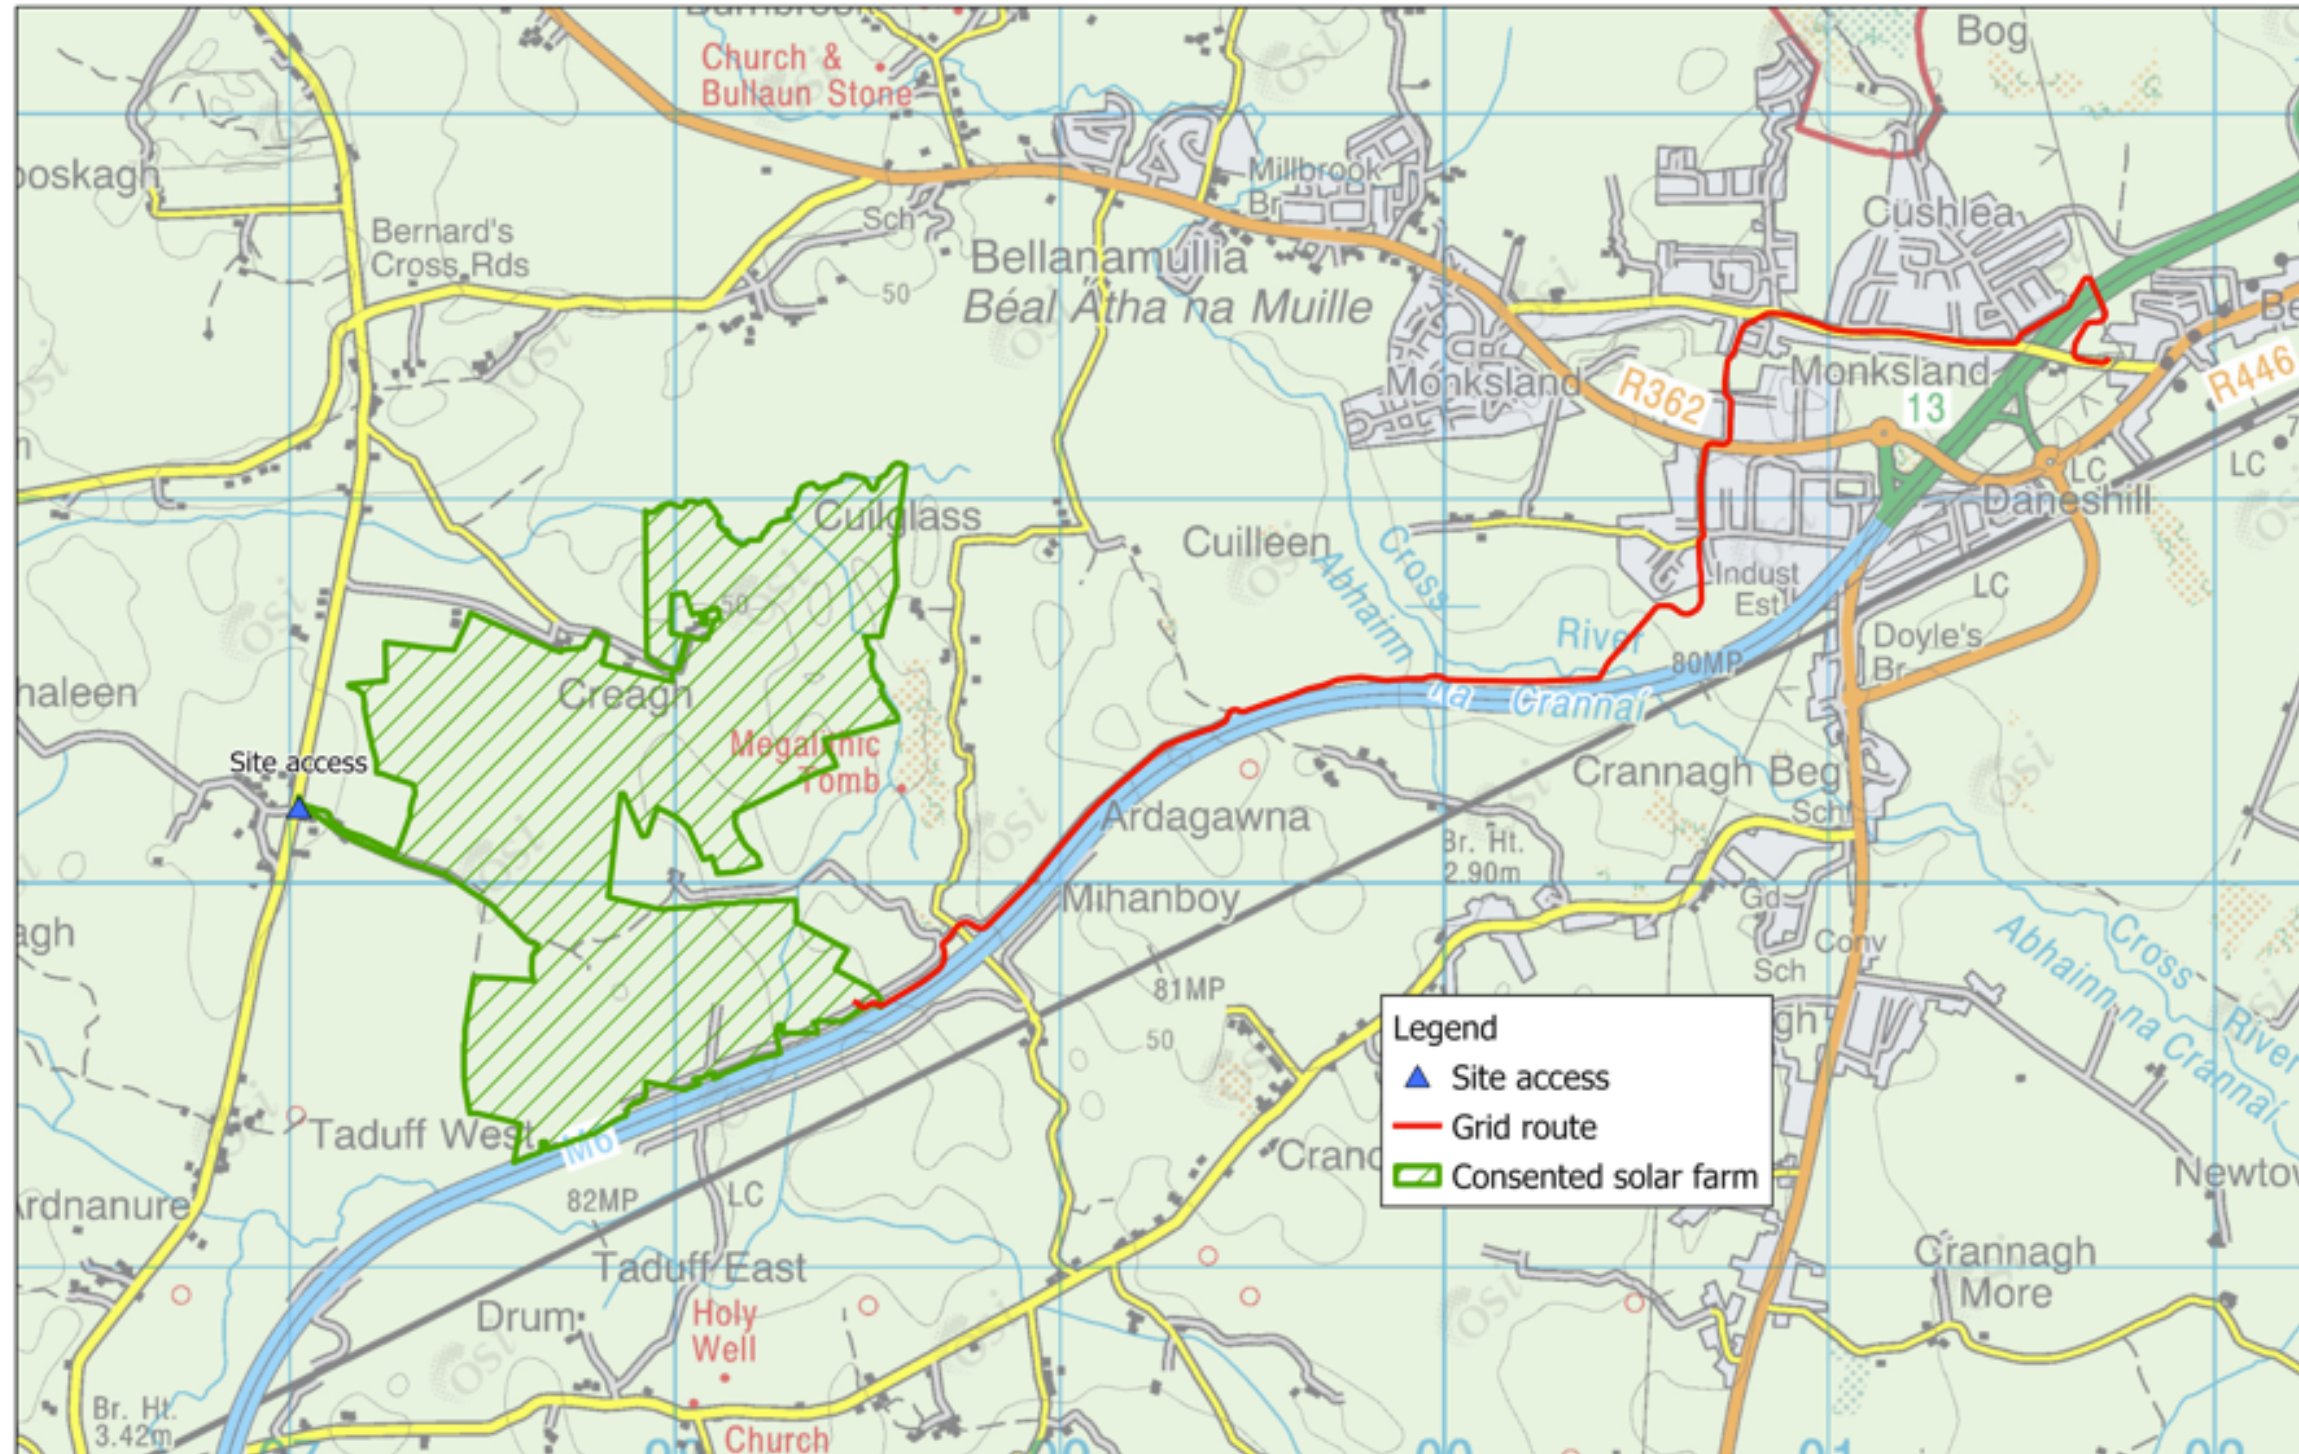 Bog
Church &
Bullaun Stone
Millbrook
Br
Cushlea
Sch
Bernard's
Cross Rds
50
Bellanamullia
Béal Átha na Muille
Monksland
R362
Monksland
13
R446
LC
LC
Daneshill
Cuilglass
Cuilleen
Cross
Abhainn
River
na Crannaí
Indust
Est
LC
50
Doyle's
Br
80MP
Creagh
Megalithic
Tomb
Site access
Ardagawna
Crannagh Beg
Sch
Br. Ht.
2.90m
Mihanboy
Gd
Conv
Sch
Cross
River
Abhainn na Crannaí
81MP
50
Legend
Site access
Grid route
Consented solar farm
Taduff West
M6
82MP
LC
Taduff East
Crannagh
More
Drum
Holy
Well
Br. Ht.
3.42m
Church